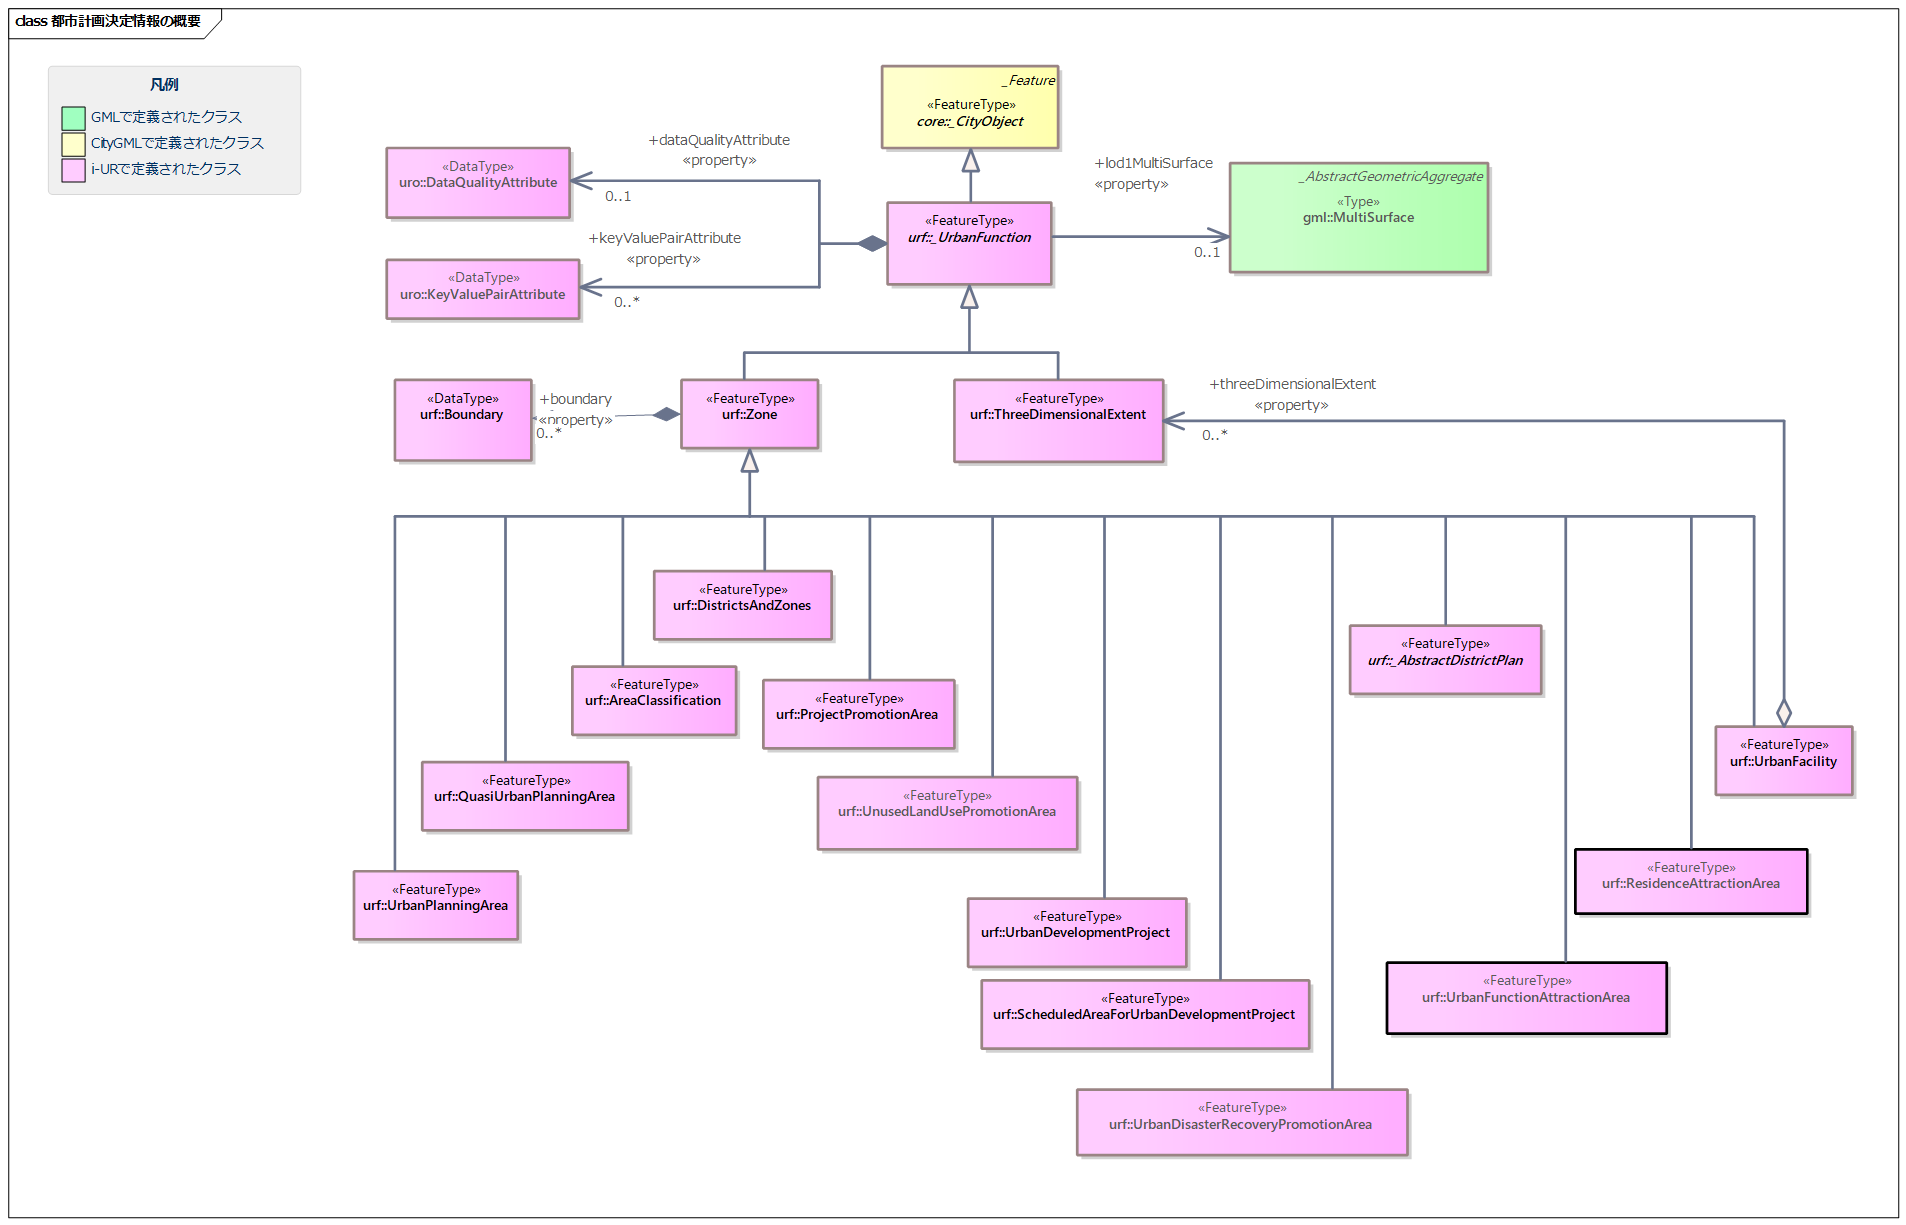 class 都市計画決定情報の概要
凡例
GMLで定義されたクラス
CityGMLで定義されたクラス
i-URで定義されたクラス
_Feature
«FeatureType»
core::_CityObject
+dataQualityAttribute
«property»
0..1
«DataType»
uro::DataQualityAttribute
+lod1MultiSurface
«property»
0..1
_AbstractGeometricAggregate
«Type»
gml::MultiSurface
«FeatureType»
urf::_UrbanFunction
+keyValuePairAttribute
«property»
0..*
«DataType»
uro::KeyValuePairAttribute
«DataType»
urf::Boundary
+boundary
«property»
0..*
«FeatureType»
urf::Zone
«FeatureType»
urf::ThreeDimensionalExtent
+threeDimensionalExtent
«property»
0..*
«FeatureType»
urf::DistrictsAndZones
«FeatureType»
urf::_AbstractDistrictPlan
«FeatureType»
urf::AreaClassification
«FeatureType»
urf::ProjectPromotionArea
«FeatureType»
urf::UrbanFacility
«FeatureType»
urf::QuasiUrbanPlanningArea
«FeatureType»
urf::UnusedLandUsePromotionArea
«FeatureType»
urf::ResidenceAttractionArea
«FeatureType»
urf::UrbanPlanningArea
«FeatureType»
urf::UrbanDevelopmentProject
«FeatureType»
urf::UrbanFunctionAttractionArea
«FeatureType»
urf::ScheduledAreaForUrbanDevelopmentProject
«FeatureType»
urf::UrbanDisasterRecoveryPromotionArea